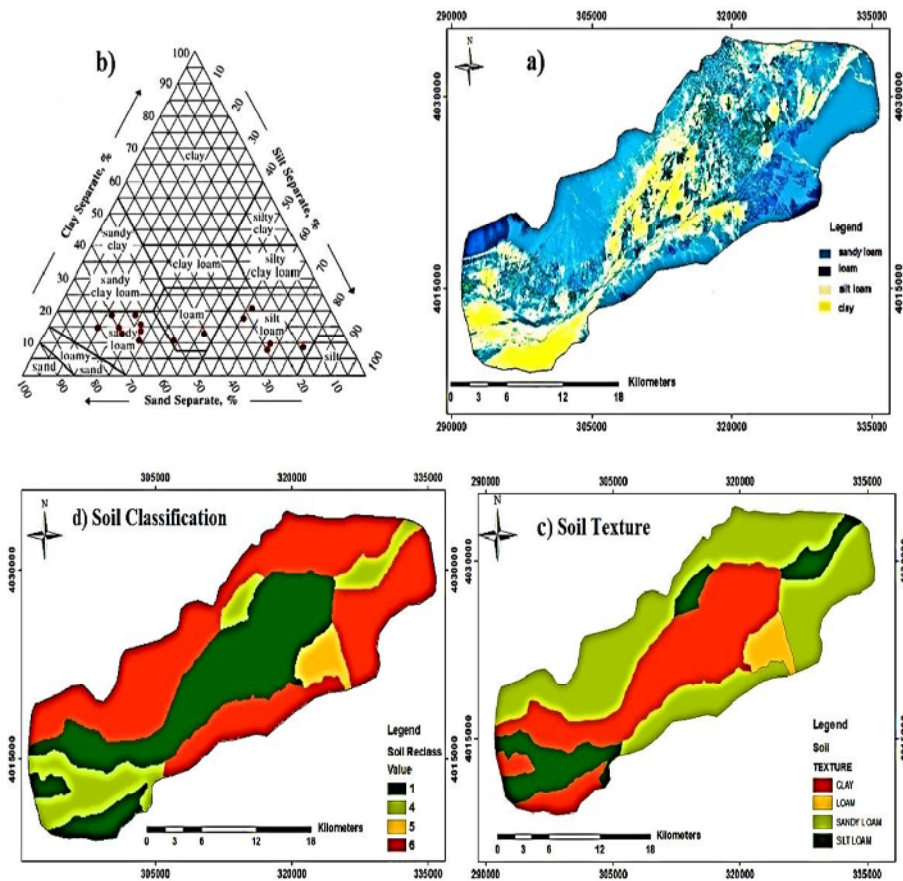 b)
100
90
80
70
60
50
40
30
20
10
10
20
30
40
50
60
70
80
90
100
Clay Separate, %
Silt Separate, %
clay
sandy
clay
silty
clay
sandy
clay loam
clay loam
silty
clay loam
loam
silt
loam
sandy
loam
loamy
sand
sand
silt
100
90
80
70
60
50
40
30
20
10
Sand Separate, %
290000
305000
320000
335000
N
a)
4030000
4015000
Legend
sandy loam
loam
silt loam
clay
Kilometers
0 3 6 12 18
290000
305000
320000
335000
305000
320000
335000
N
d) Soil Classification
4030000
4015000
4030000
4015000
Legend
Soil Reclass
Value
1
4
5
6
Kilometers
0 3 6 12 18
305000
320000
335000
290000
305000
320000
335000
N
c) Soil Texture
4030000
4015000
Legend
Soil
TEXTURE
CLAY
LOAM
SANDY LOAM
SILT LOAM
Kilometers
0 3 6 12 18
290000
305000
320000
335000